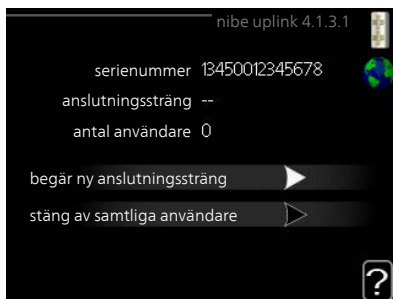 nibe uplink 4.1.3.1
serienummer 13450012345678
anslutningssträng --
antal användare 0
begär ny anslutningssträng
stäng av samtliga användare
?